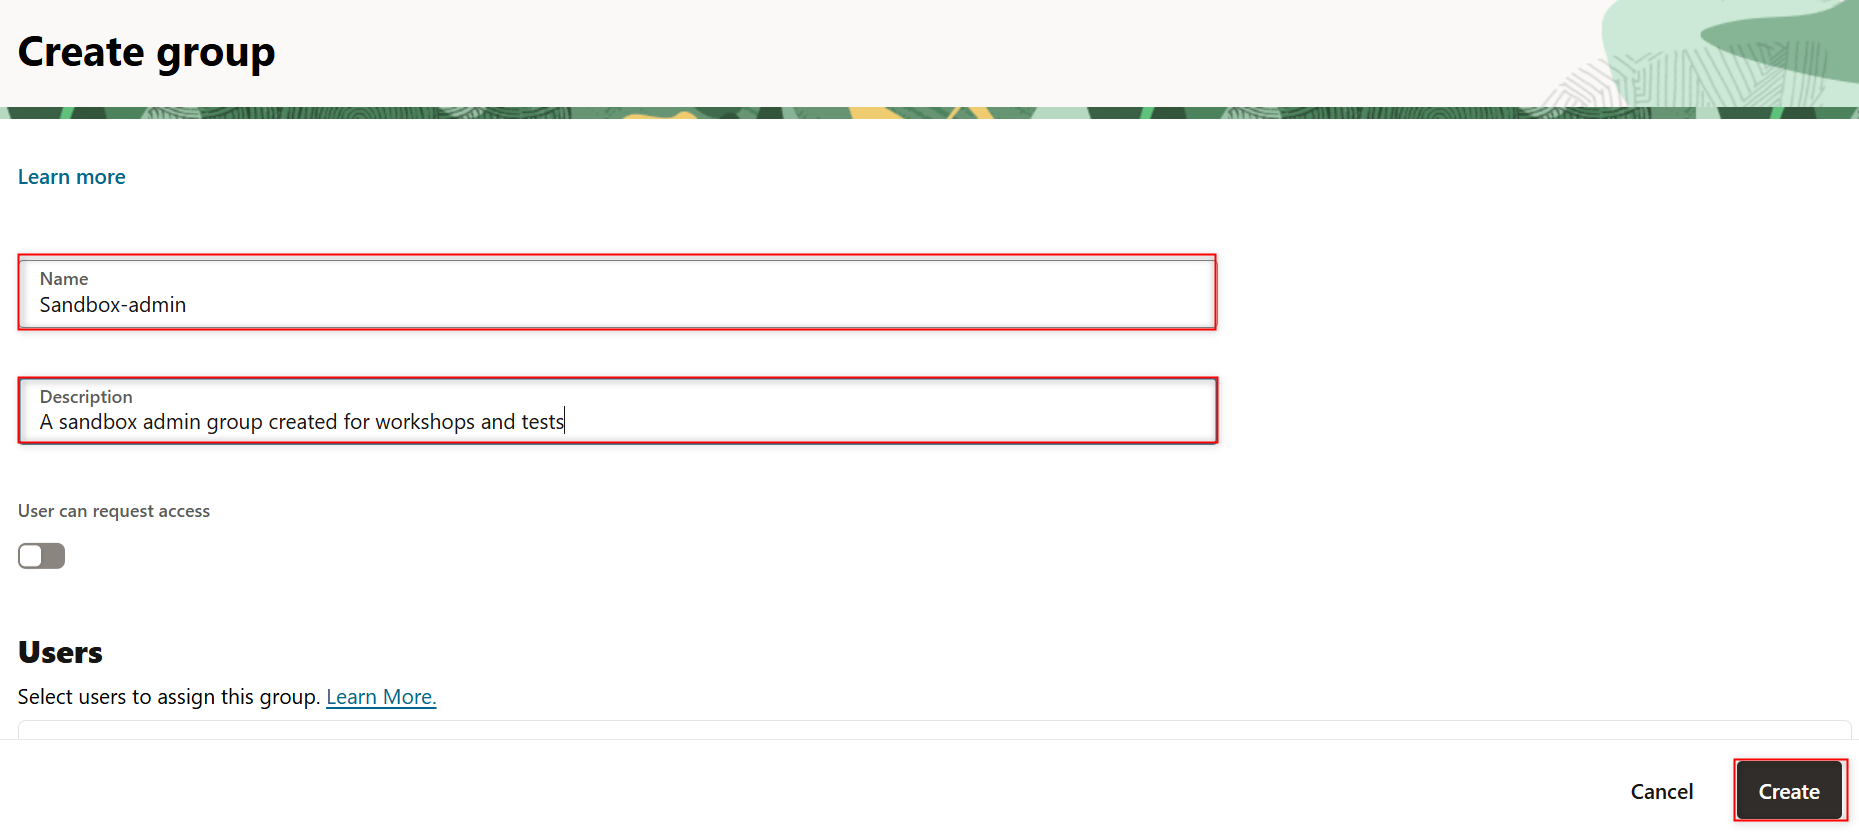 Create group
Learn more
Name
Sandbox-admin
Description
A sandbox admin group created for workshops and tests
User can request access
Users
Select users to assign this group. Learn More.
Cancel
Create